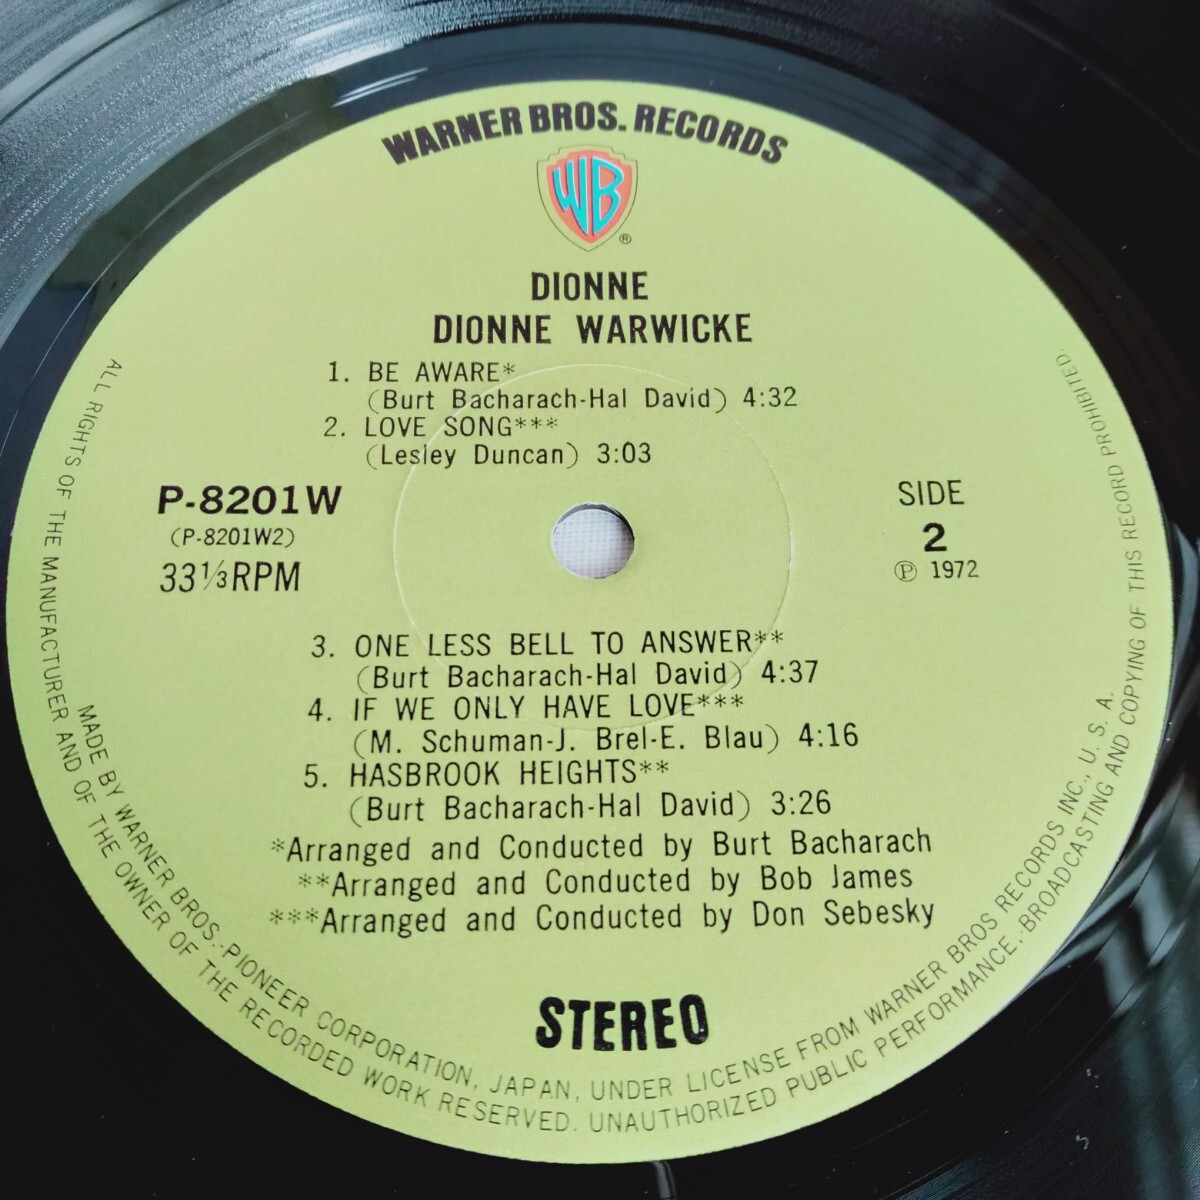 WARNER BROS. RECORDS
WB
®
DIONNE
DIONNE WARWICKE
1. BE AWARE*
(Burt Bacharach-Hal David) 4:32
2. LOVE SONG***
(Lesley Duncan) 3:03
P-8201W
(P-8201W2)
33⅓RPM
SIDE
2
Ⓟ 1972
3. ONE LESS BELL TO ANSWER**
(Burt Bacharach-Hal David) 4:37
4. IF WE ONLY HAVE LOVE***
(M. Schuman-J. Brel-E. Blau) 4:16
5. HASBROOK HEIGHTS**
(Burt Bacharach-Hal David) 3:26
*Arranged and Conducted by Burt Bacharach
**Arranged and Conducted by Bob James
***Arranged and Conducted by Don Sebesky
STEREO
MADE BY WARNER BROS.-PIONEER CORPORATION, JAPAN, UNDER LICENSE FROM WARNER BROS RECORDS INC., U. S. A.
ALL RIGHTS OF THE MANUFACTURER AND OF THE OWNER OF THE RECORDED WORK RESERVED. UNAUTHORIZED PUBLIC PERFORMANCE, BROADCASTING AND COPYING OF THIS RECORD PROHIBITED.